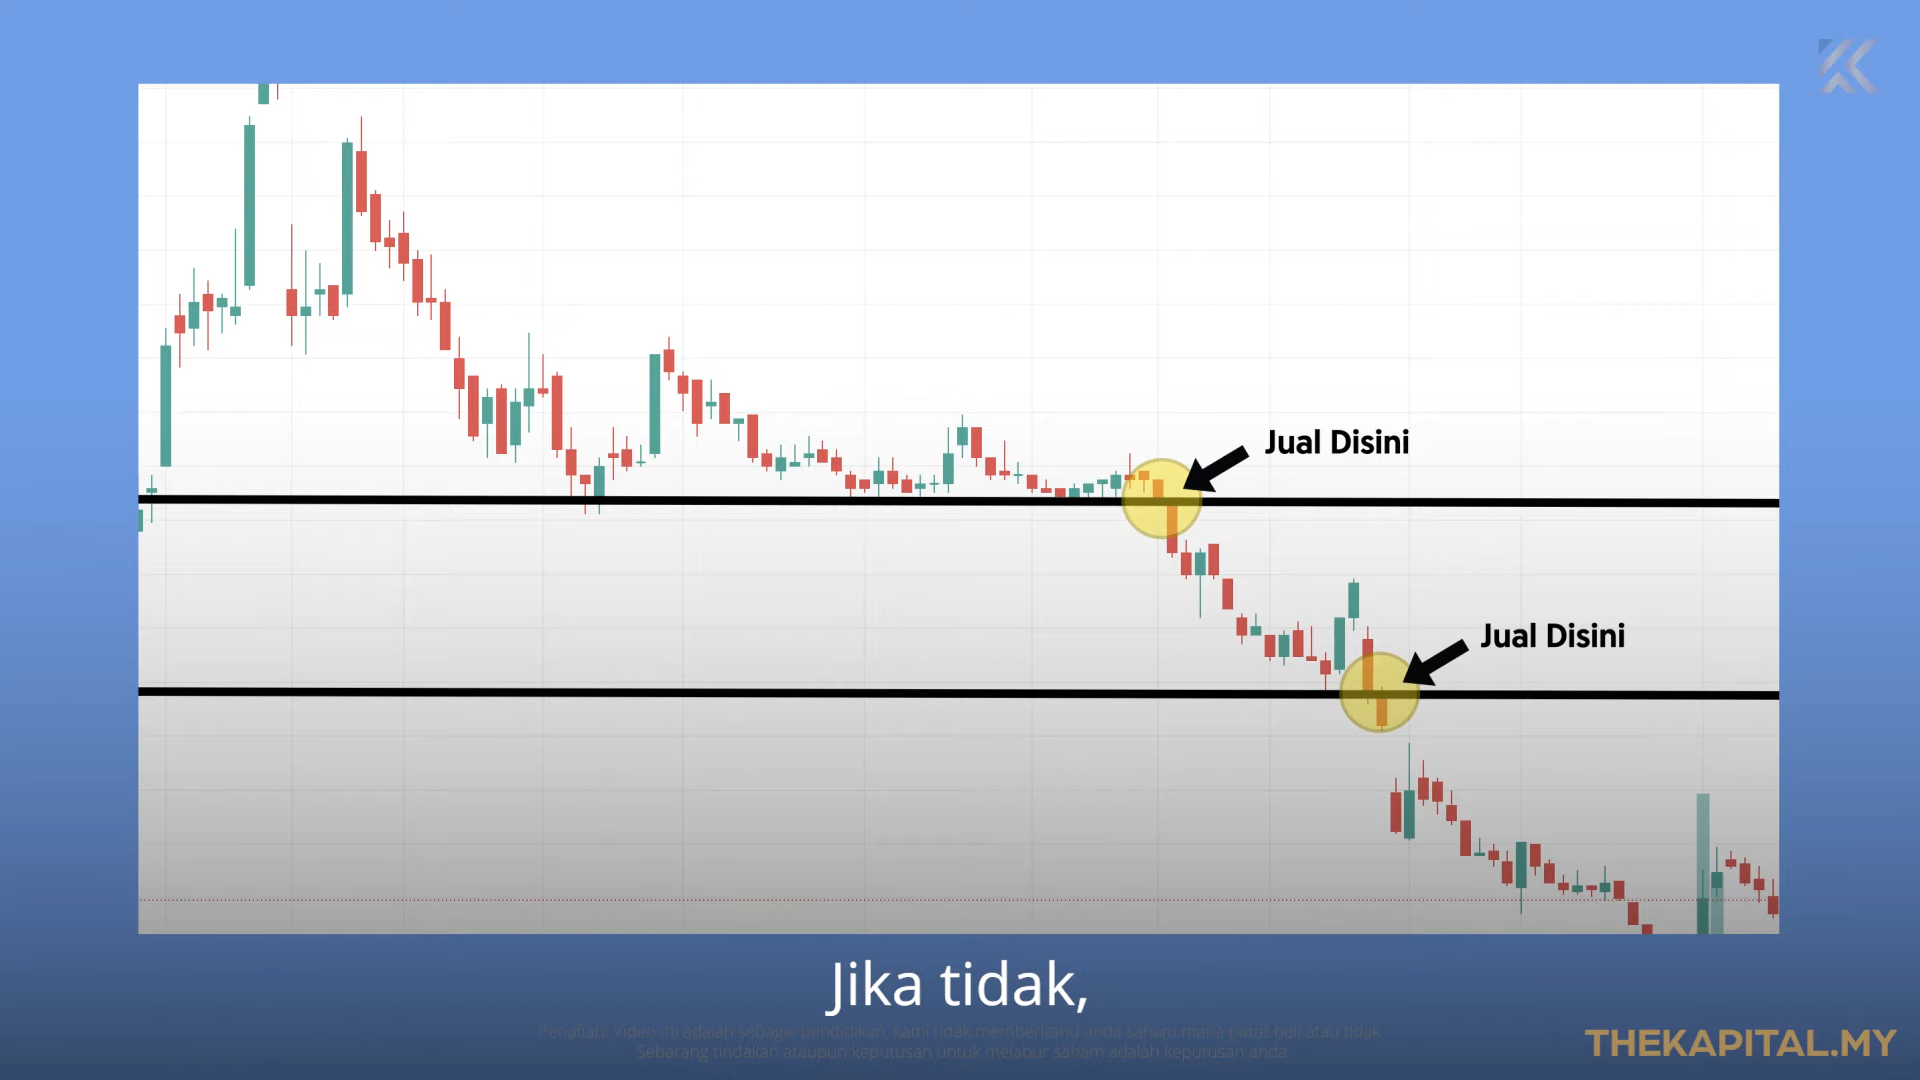 Jual Disini
Jual Disini
Jika tidak,
Penafian: Video ini adalah sebagai pendidikan, kami tidak memberitahu anda saham mana patut beli atau tidak
Sebarang tindakan ataupun keputusan untuk melabur saham adalah keputusan anda
THEKAPITAL.MY